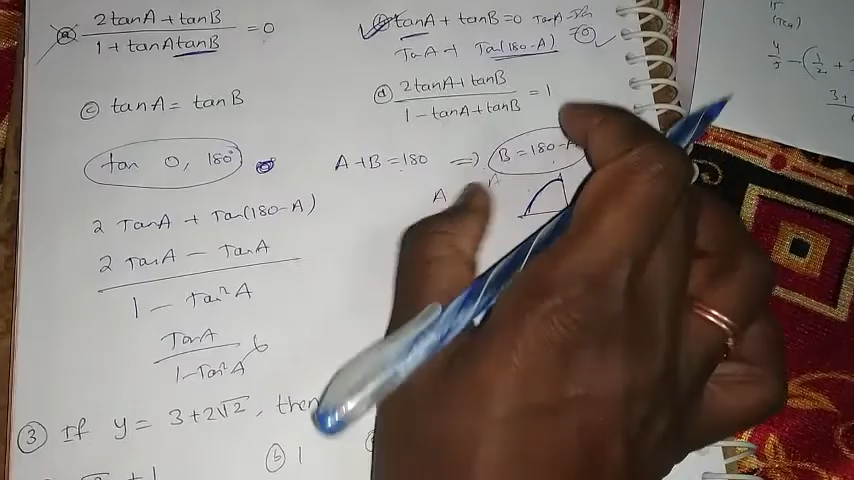 ⓐ (2tanA + tanB)/(1 + tanA tanB) = 0
ⓑ tanA + tanB = 0
TanA + Tan(180-A)
ⓒ tanA = tanB
ⓓ (2tanA + tanB)/(1 - tanA + tanB) = 1
tan 0, 180°
A+B = 180 => B = 180-A
A
2 TanA + Tan(180-A)
2 TanA - TanA
1 - Tan²A
TanA
1-Tan²A
③ If y = 3+2√2, then
ⓑ 1